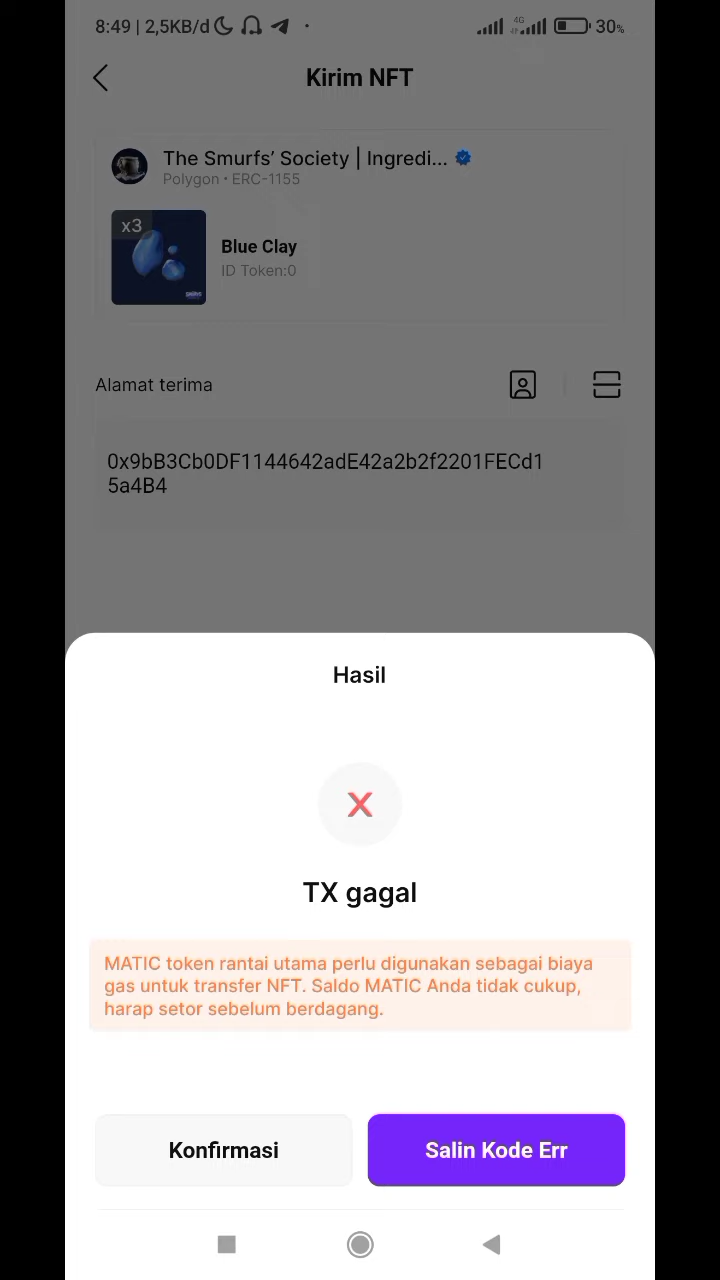 8:49 | 2,5KB/d
4G
30%
Kirim NFT
The Smurfs’ Society | Ingredi...
Polygon • ERC-1155
x3
Blue Clay
ID Token:0
Alamat terima
0x9bB3Cb0DF1144642adE42a2b2f2201FECd1
5a4B4
Hasil
TX gagal
MATIC token rantai utama perlu digunakan sebagai biaya
gas untuk transfer NFT. Saldo MATIC Anda tidak cukup,
harap setor sebelum berdagang.
Konfirmasi
Salin Kode Err